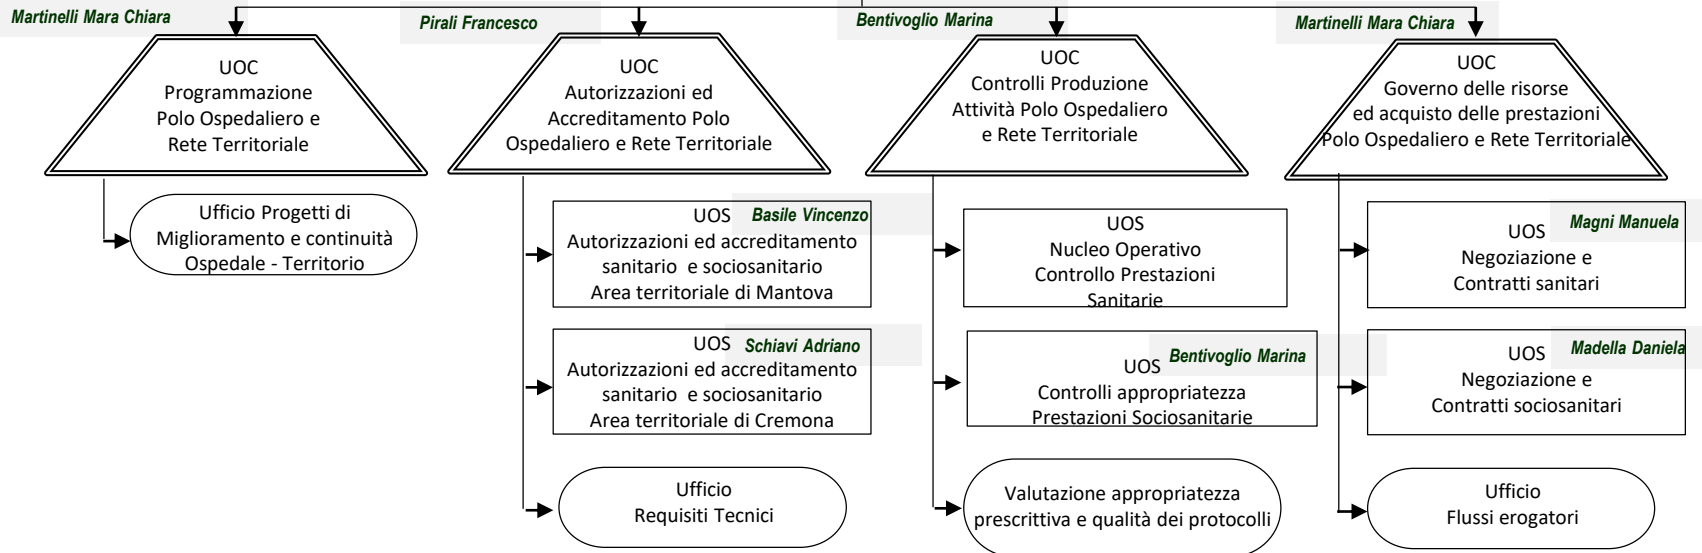 Martinelli Mara Chiara
UOC
Programmazione
Polo Ospedaliero e
Rete Territoriale
Ufficio Progetti di
Miglioramento e continuità
Ospedale - Territorio
Pirali Francesco
UOC
Autorizzazioni ed
Accreditamento Polo
Ospedaliero e Rete Territoriale
UOS Basile Vincenzo
Autorizzazioni ed accreditamento
sanitario e sociosanitario
Area territoriale di Mantova
UOS Schiavi Adriano
Autorizzazioni ed accreditamento
sanitario e sociosanitario
Area territoriale di Cremona
Ufficio
Requisiti Tecnici
Bentivoglio Marina
UOC
Controlli Produzione
Attività Polo Ospedaliero
e Rete Territoriale
UOS
Nucleo Operativo
Controllo Prestazioni
Sanitarie
UOS Bentivoglio Marina
Controlli appropriatezza
Prestazioni Sociosanitarie
Valutazione appropriatezza
prescrittiva e qualità dei protocolli
Martinelli Mara Chiara
UOC
Governo delle risorse
ed acquisto delle prestazioni
Polo Ospedaliero e Rete Territoriale
UOS Magni Manuela
Negoziazione e
Contratti sanitari
UOS Madella Daniela
Negoziazione e
Contratti sociosanitari
Ufficio
Flussi erogatori